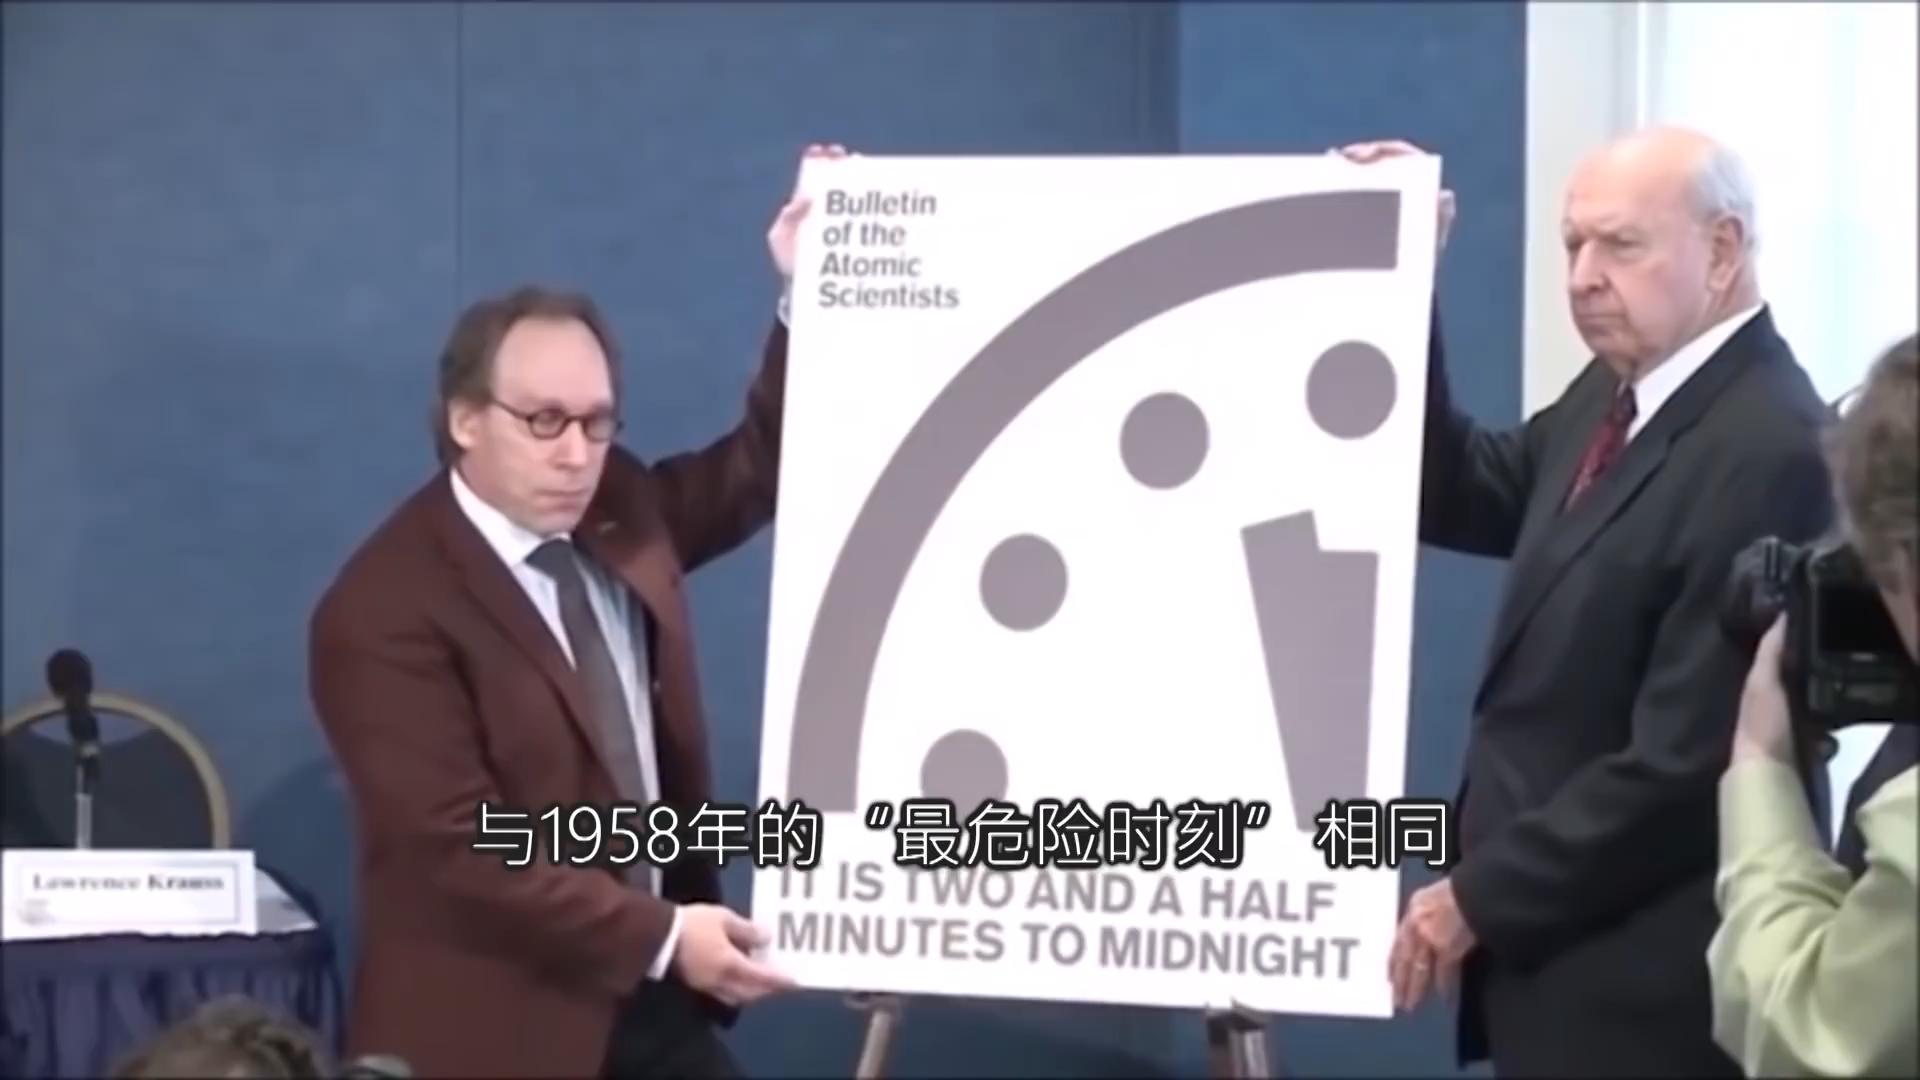 Bulletin
of the
Atomic
Scientists
与1958年的“最危险时刻”相同
IT IS TWO AND A HALF
MINUTES TO MIDNIGHT
Lawrence Krauss